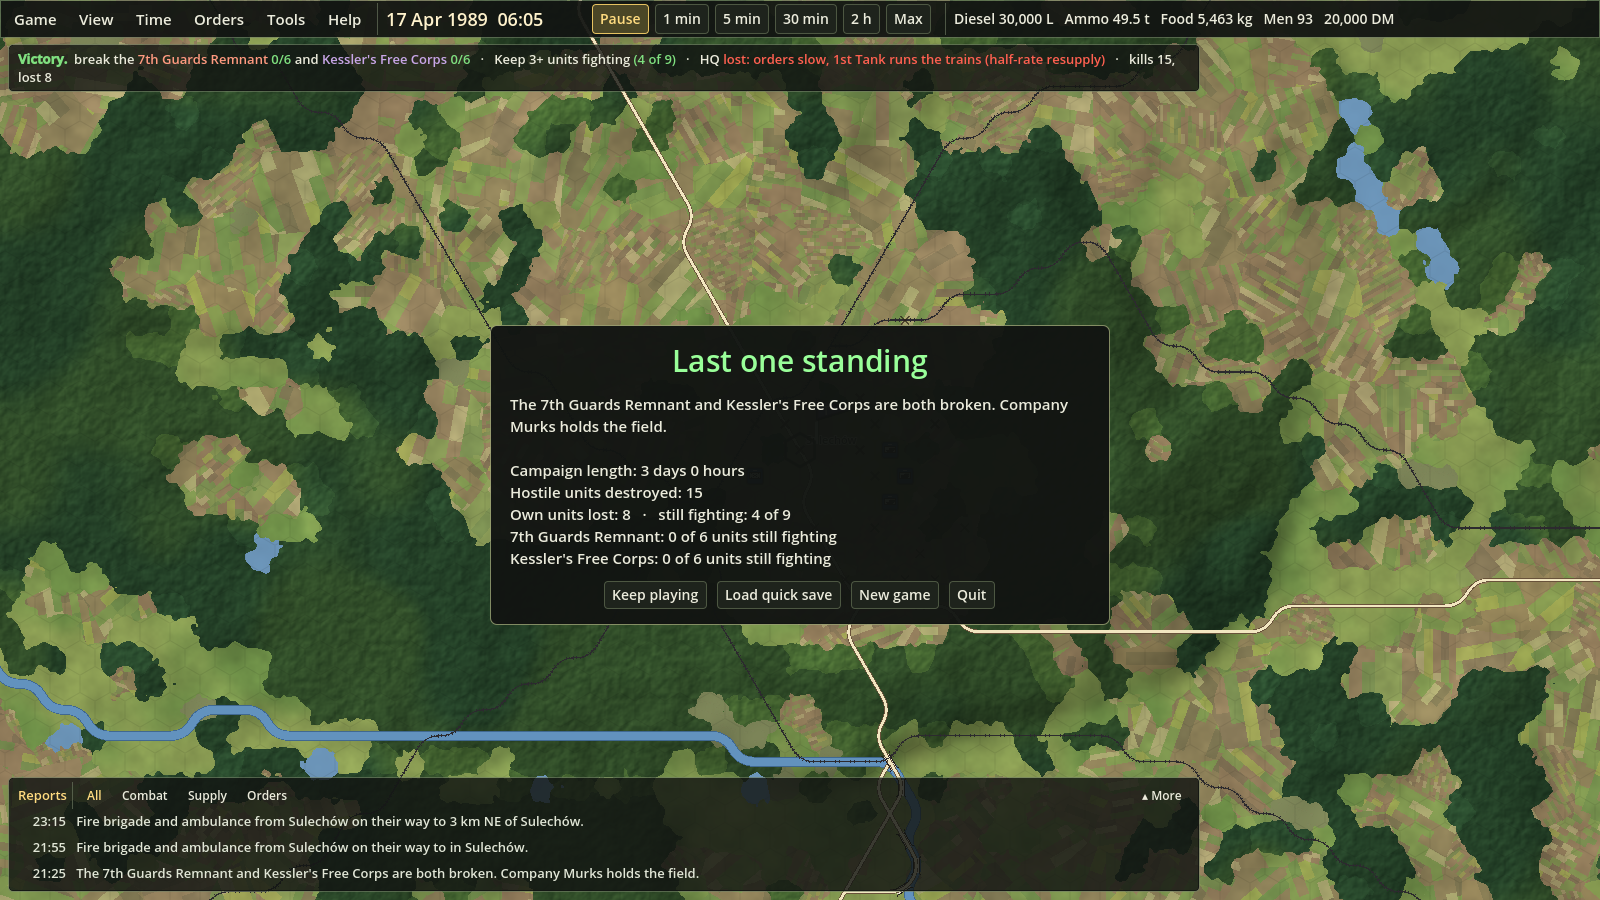 Game View Time Orders Tools Help 17 Apr 1989 06:05 Pause 1 min 5 min 30 min 2 h Max Diesel 30,000 L Ammo 49.5 t Food 5,463 kg Men 93 20,000 DM
Victory. break the 7th Guards Remnant 0/6 and Kessler's Free Corps 0/6 · Keep 3+ units fighting (4 of 9) · HQ lost: orders slow, 1st Tank runs the trains (half-rate resupply) · kills 15,
lost 8
Last one standing
The 7th Guards Remnant and Kessler's Free Corps are both broken. Company
Murks holds the field.
Campaign length: 3 days 0 hours
Hostile units destroyed: 15
Own units lost: 8 · still fighting: 4 of 9
7th Guards Remnant: 0 of 6 units still fighting
Kessler's Free Corps: 0 of 6 units still fighting
Keep playing Load quick save New game Quit
Reports All Combat Supply Orders ▴ More
23:15 Fire brigade and ambulance from Sulechów on their way to 3 km NE of Sulechów.
21:55 Fire brigade and ambulance from Sulechów on their way to in Sulechów.
21:25 The 7th Guards Remnant and Kessler's Free Corps are both broken. Company Murks holds the field.